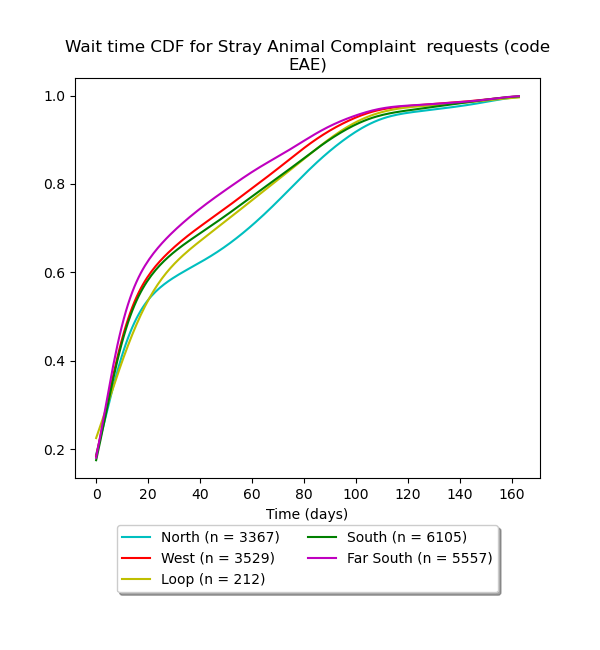 Wait time CDF for Stray Animal Complaint  requests (code
EAE)
1.0
0.8
0.6
0.4
0.2
0 20 40 60 80 100 120 140 160
Time (days)
North (n = 3367)
West (n = 3529)
Loop (n = 212)
South (n = 6105)
Far South (n = 5557)